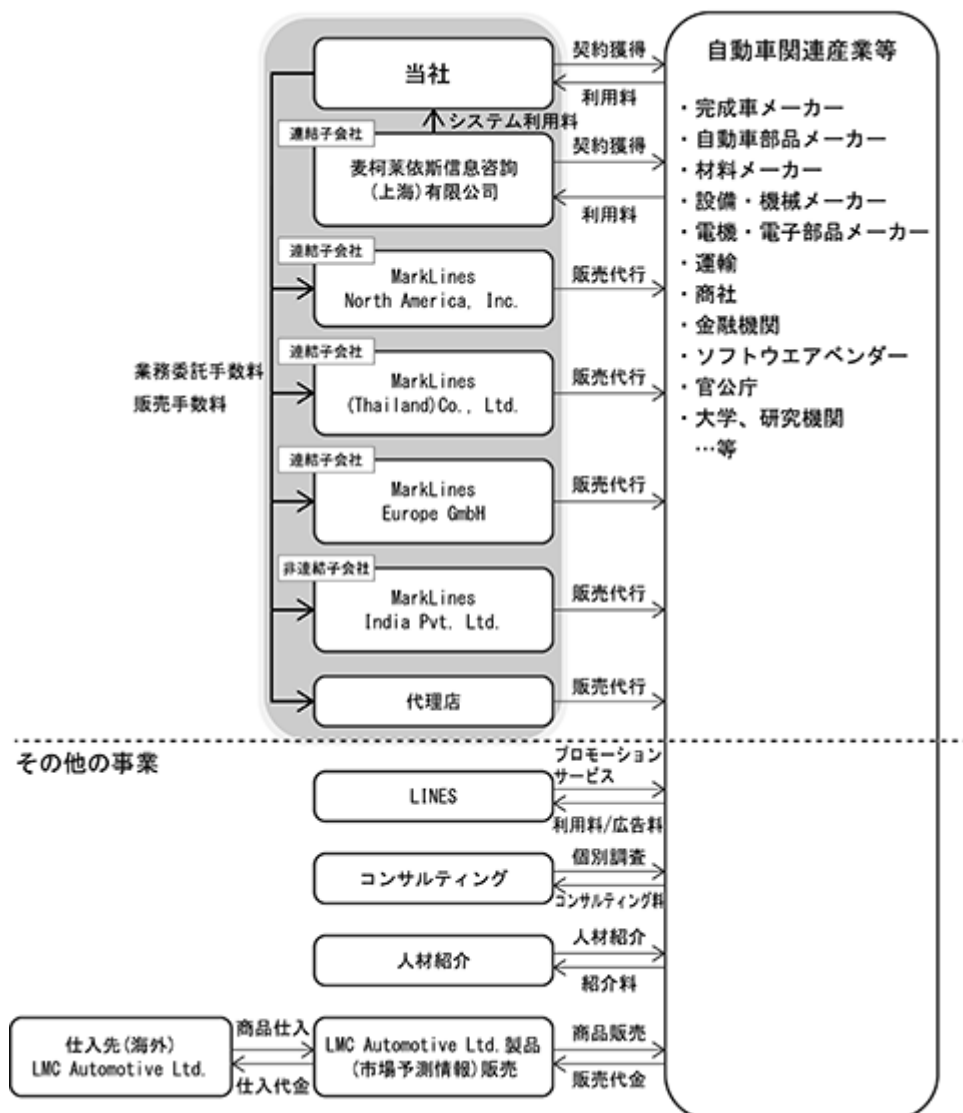 当社
契約獲得
利用料
システム利用料
連結子会社
麦柯莱依斯信息咨詢
(上海)有限公司
契約獲得
利用料
連結子会社
MarkLines
North America, Inc.
販売代行
連結子会社
MarkLines
(Thailand)Co., Ltd.
販売代行
業務委託手数料
販売手数料
連結子会社
MarkLines
Europe GmbH
販売代行
非連結子会社
MarkLines
India Pvt. Ltd.
販売代行
代理店
販売代行
自動車関連産業等
・完成車メーカー
・自動車部品メーカー
・材料メーカー
・設備・機械メーカー
・電機・電子部品メーカー
・運輸
・商社
・金融機関
・ソフトウエアベンダー
・官公庁
・大学、研究機関
…等
その他の事業
LINES
プロモーション
サービス
利用料/広告料
コンサルティング
個別調査
コンサルティング料
人材紹介
人材紹介
紹介料
仕入先(海外)
LMC Automotive Ltd.
商品仕入
仕入代金
LMC Automotive Ltd.製品
(市場予測情報)販売
商品販売
販売代金